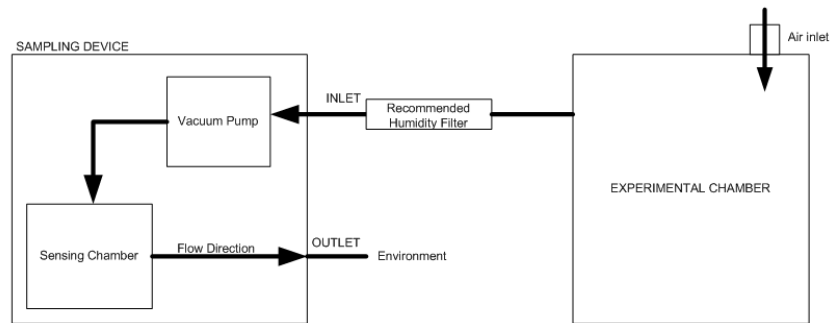 SAMPLING DEVICE
Air inlet
INLET
Recommended
Humidity Filter
Vacuum Pump
EXPERIMENTAL CHAMBER
Sensing Chamber
Flow Direction
OUTLET
Environment